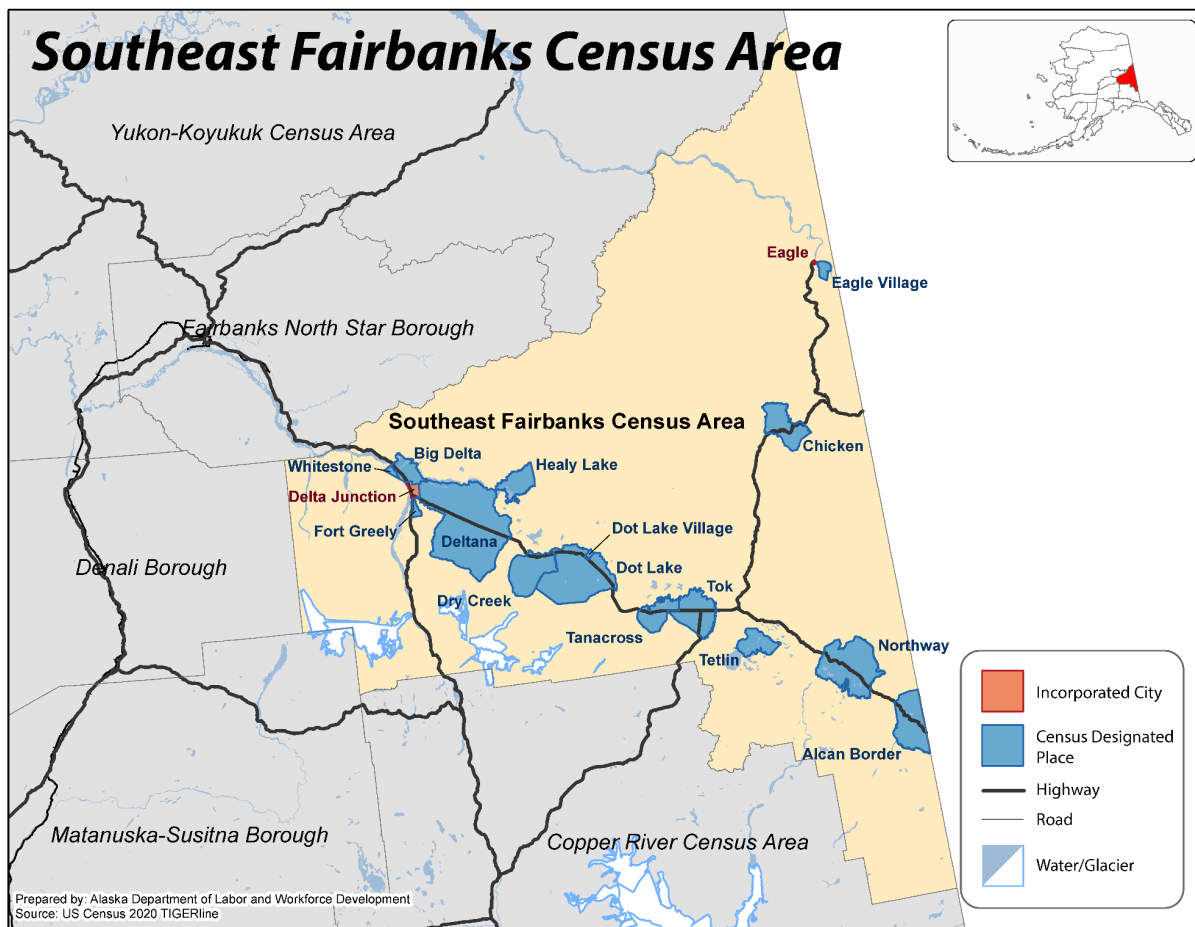 Southeast Fairbanks Census Area
Yukon-Koyukuk Census Area
Eagle
Eagle Village
Fairbanks North Star Borough
Southeast Fairbanks Census Area
Chicken
Big Delta
Whitestone
Healy Lake
Delta Junction
Fort Greely
Deltana
Dot Lake Village
Dot Lake
Denali Borough
Dry Creek
Tok
Tanacross
Tetlin
Northway
Alcan Border
Matanuska-Susitna Borough
Copper River Census Area
Incorporated City
Census Designated
Place
Highway
Road
Water/Glacier
Prepared by: Alaska Department of Labor and Workforce Development
Source: US Census 2020 TIGERline